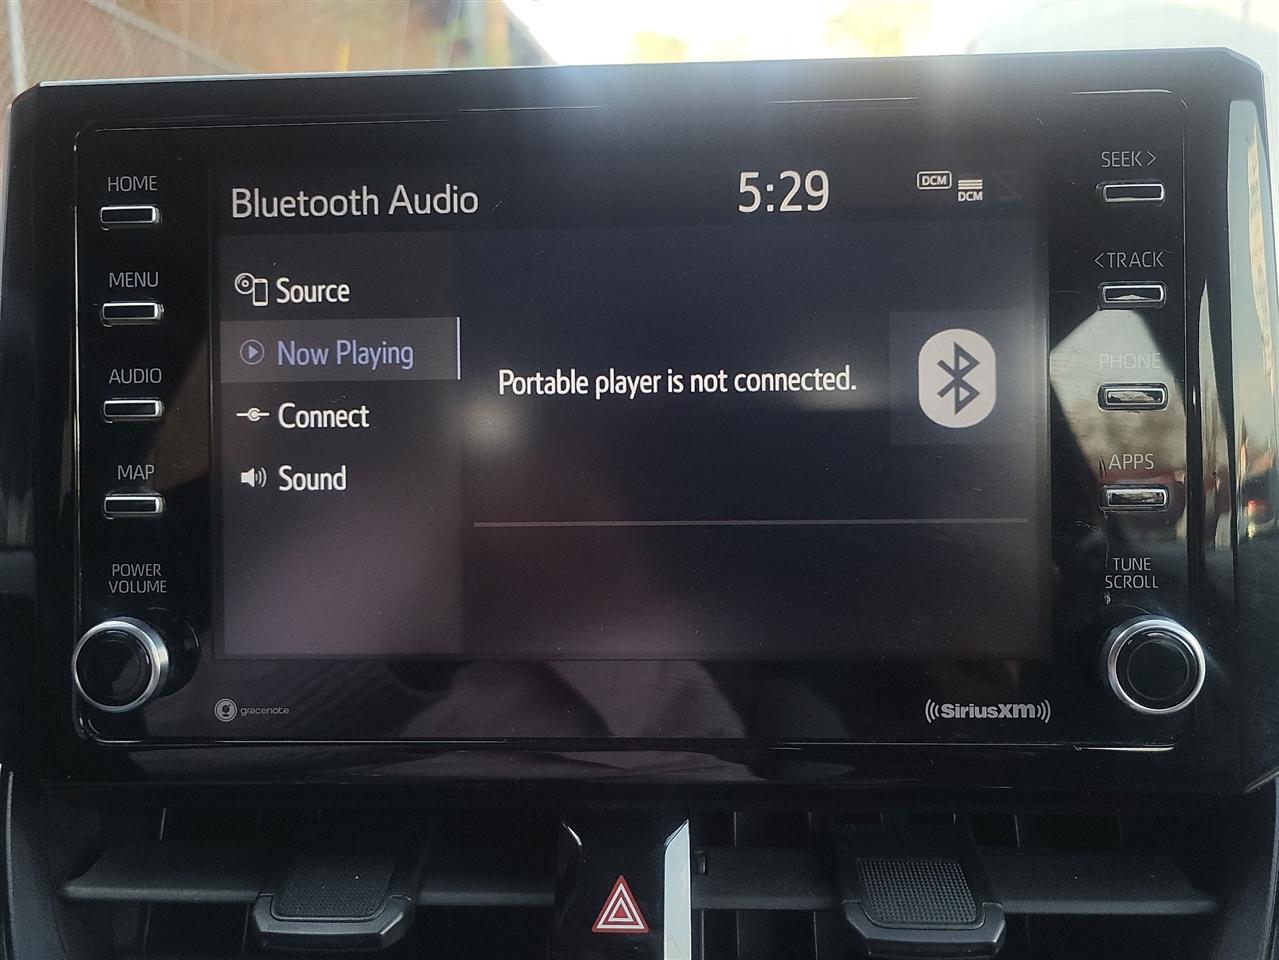 HOME
MENU
AUDIO
MAP
POWER
VOLUME
Bluetooth Audio
5:29
DCM
DCM
Source
Now Playing
Connect
Sound
Portable player is not connected.
SEEK >
< TRACK
PHONE
APPS
TUNE
SCROLL
gracenote
((SiriusXM))